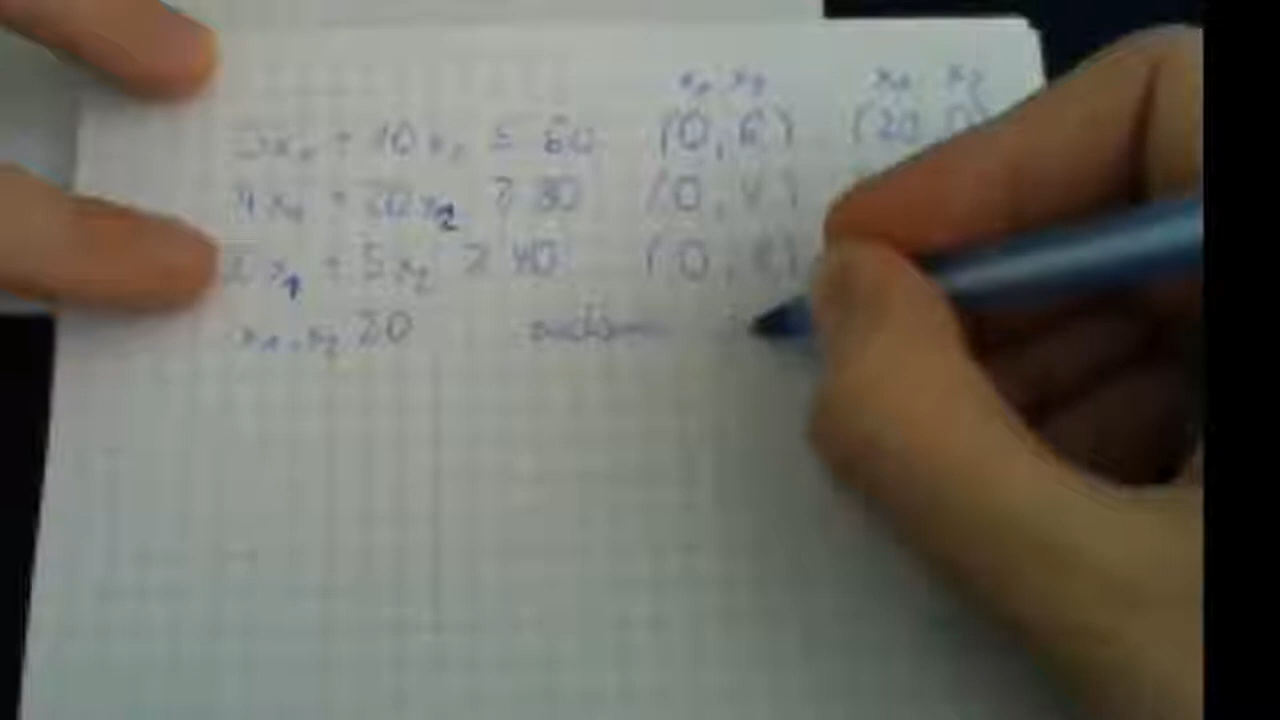 x₁ x₂ x₁ x₂
3x₁ + 10x₂ ≤ 60 (0, 6) (20, 0
4x₁ + 20x₂ ≥ 80 (0, 4)
2x₁ + 5x₂ ≥ 40 (0, 8)
x₁, x₂ ≥ 0